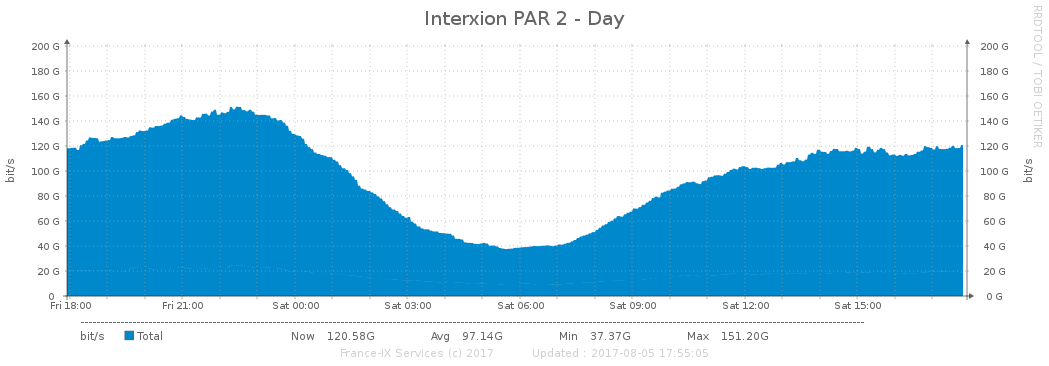 Interxion PAR 2 - Day
RRDTOOL / TOBI OETIKER
bit/s
200 G 200 G
180 G 180 G
160 G 160 G
140 G 140 G
120 G 120 G
100 G 100 G
80 G 80 G
60 G 60 G
40 G 40 G
20 G 20 G
0 0 G
bit/s
Fri 18:00 Fri 21:00 Sat 00:00 Sat 03:00 Sat 06:00 Sat 09:00 Sat 12:00 Sat 15:00
bit/s Total Now 120.58G Avg 97.14G Min 37.37G Max 151.20G
France-IX Services (c) 2017 Updated : 2017-08-05 17:55:05